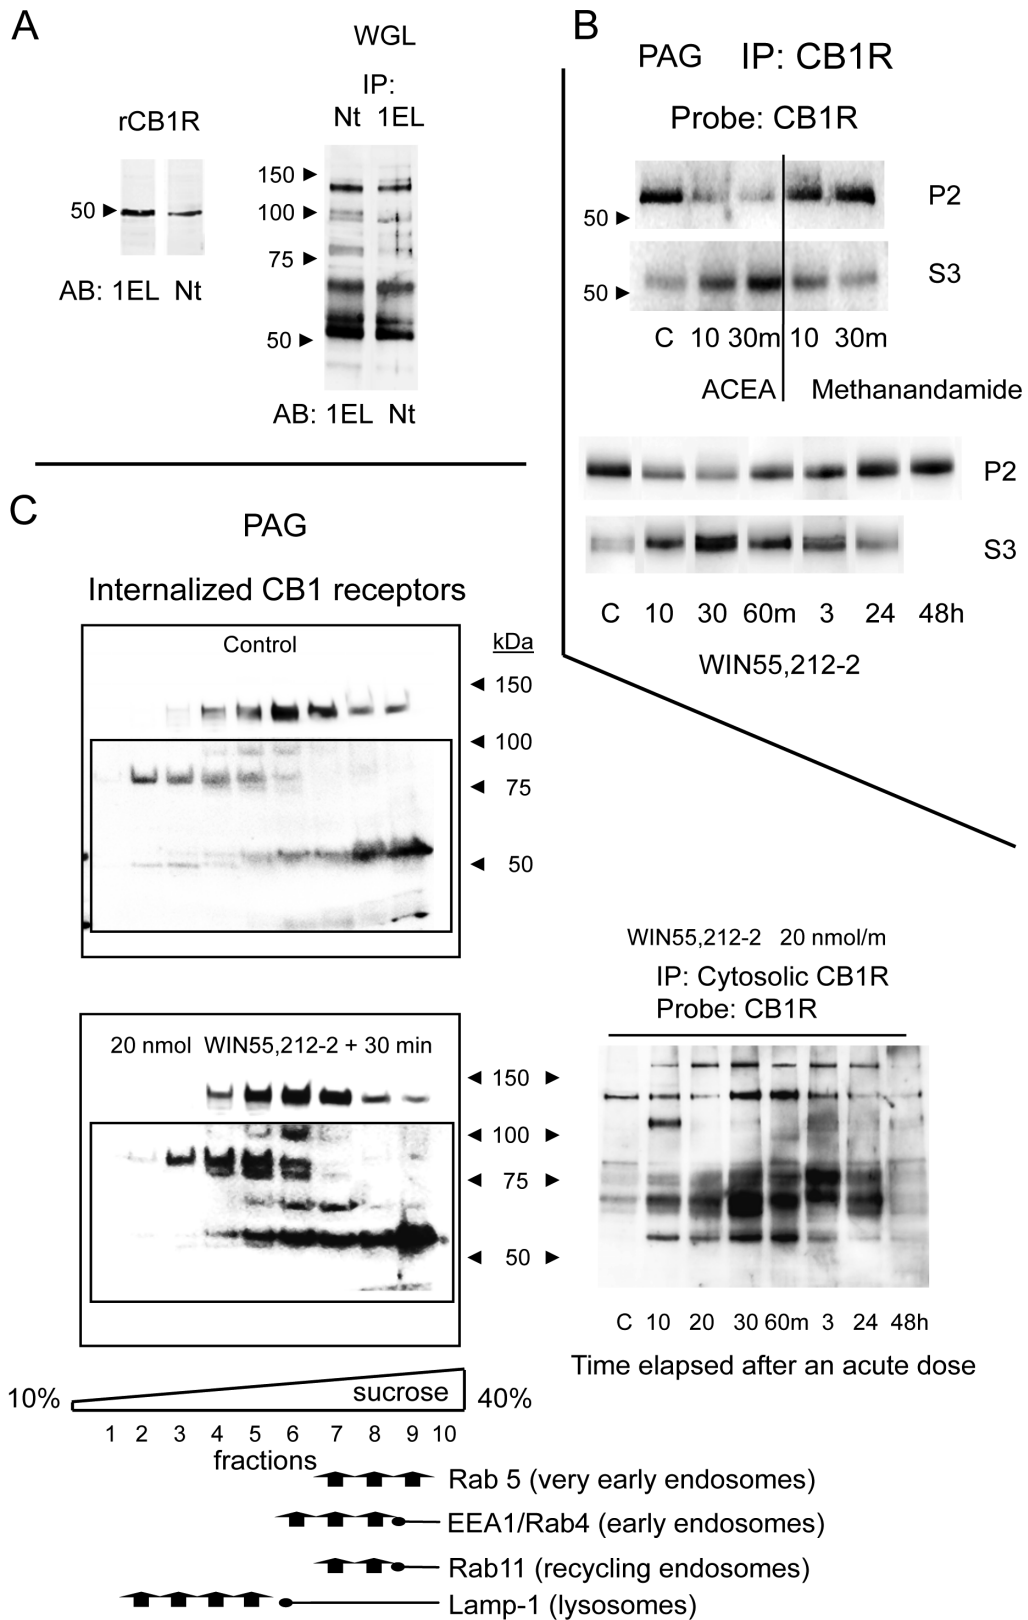 A
WGL
IP:
Nt 1EL
rCB1R
150
100
75
50
50
AB: 1EL Nt
AB: 1EL Nt
B
PAG IP: CB1R
Probe: CB1R
P2
50
S3
50
C 10 30m 10 30m
ACEA Methanandamide
P2
S3
C 10 30 60m 3 24 48h
WIN55,212-2
C
PAG
Internalized CB1 receptors
Control
kDa
150
100
75
50
20 nmol WIN55,212-2 + 30 min
150
100
75
50
10% sucrose 40%
1 2 3 4 5 6 7 8 9 10
fractions
Rab 5 (very early endosomes)
EEA1/Rab4 (early endosomes)
Rab11 (recycling endosomes)
Lamp-1 (lysosomes)
WIN55,212-2 20 nmol/m
IP: Cytosolic CB1R
Probe: CB1R
C 10 20 30 60m 3 24 48h
Time elapsed after an acute dose